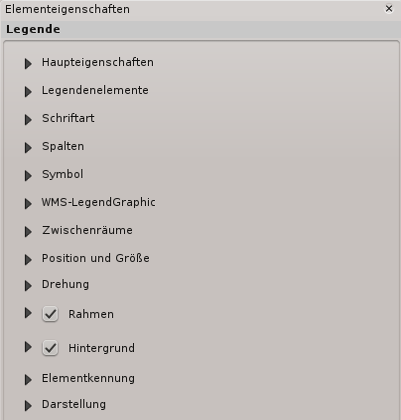 Elementeigenschaften
Legende
Haupteigenschaften
Legendenelemente
Schriftart
Spalten
Symbol
WMS-LegendGraphic
Zwischenräume
Position und Größe
Drehung
Rahmen
Hintergrund
Elementkennung
Darstellung